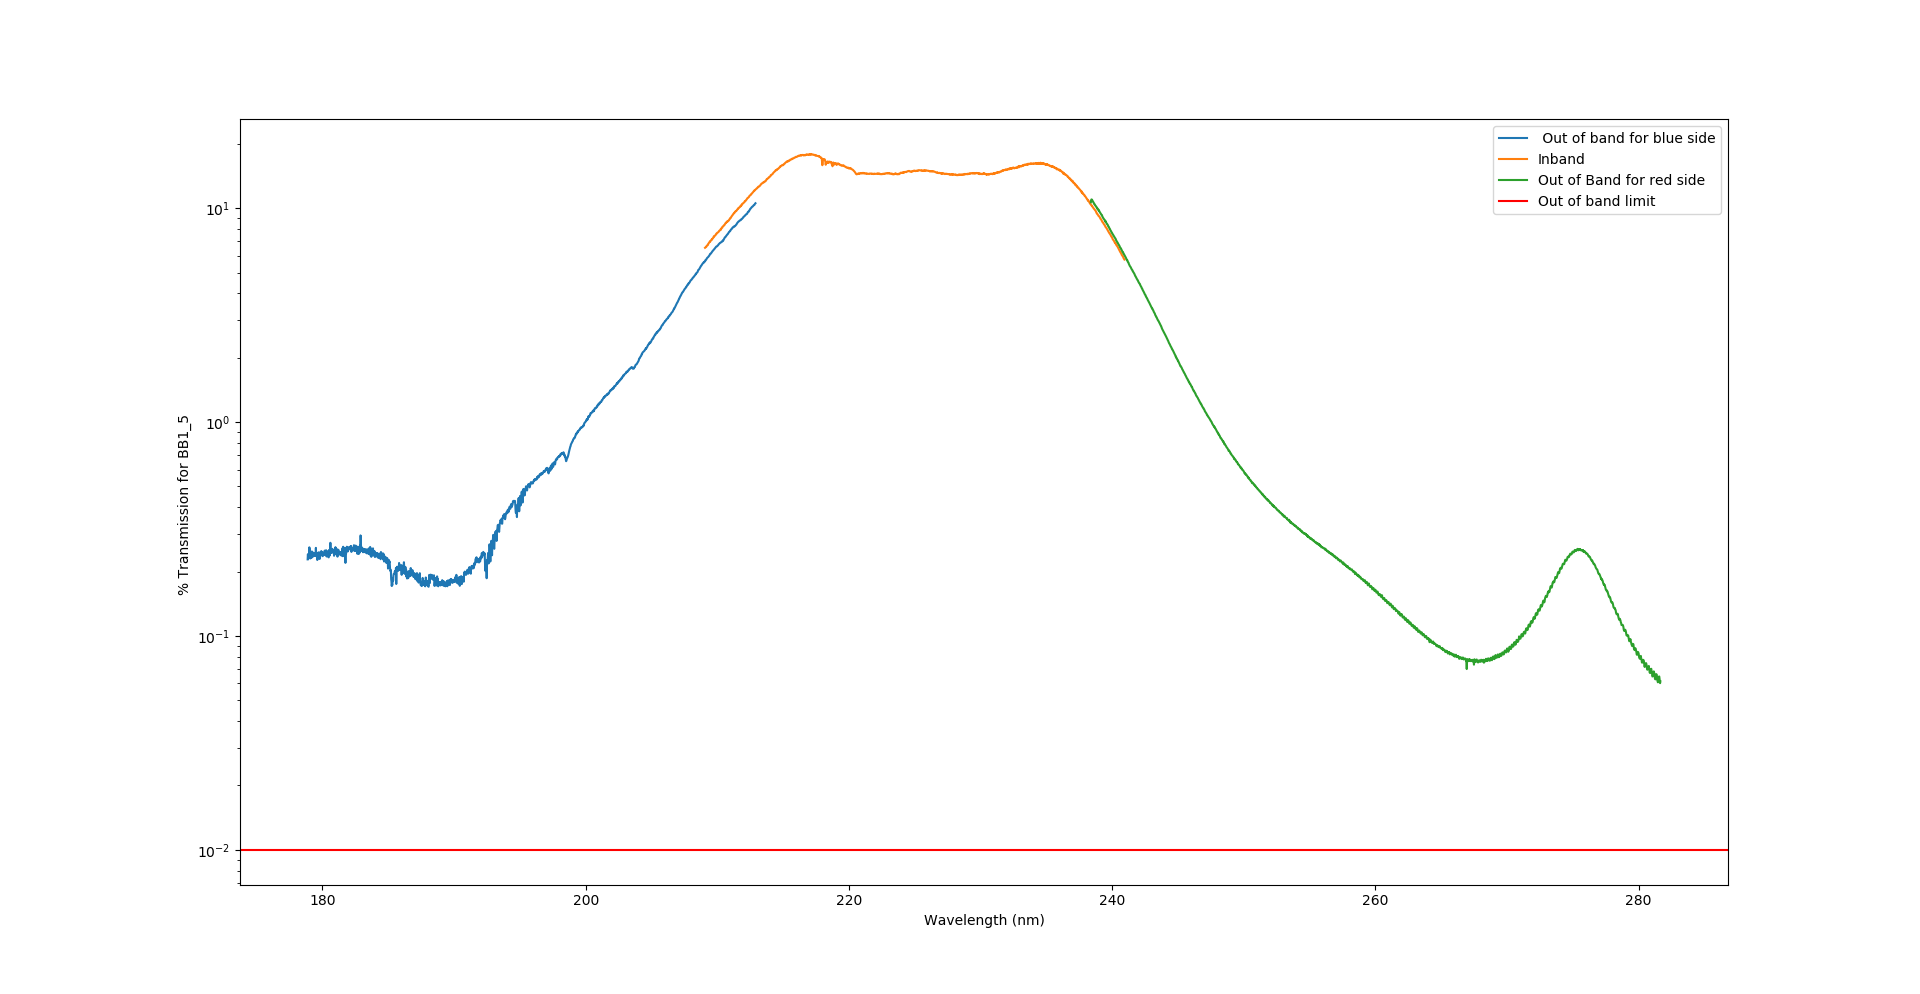 Out of band for blue side
Inband
Out of Band for red side
Out of band limit
10¹
10⁰
10⁻¹
10⁻²
% Transmission for BB1_5
180 200 220 240 260 280
Wavelength (nm)